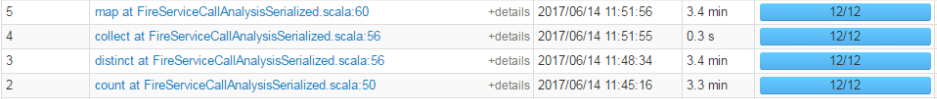 5 map at FireServiceCallAnalysisSerialized.scala:60 +details 2017/06/14 11:51:56 3.4 min 12/12
4 collect at FireServiceCallAnalysisSerialized.scala:56 +details 2017/06/14 11:51:55 0.3 s 12/12
3 distinct at FireServiceCallAnalysisSerialized.scala:56 +details 2017/06/14 11:48:34 3.4 min 12/12
2 count at FireServiceCallAnalysisSerialized.scala:50 +details 2017/06/14 11:45:16 3.3 min 12/12